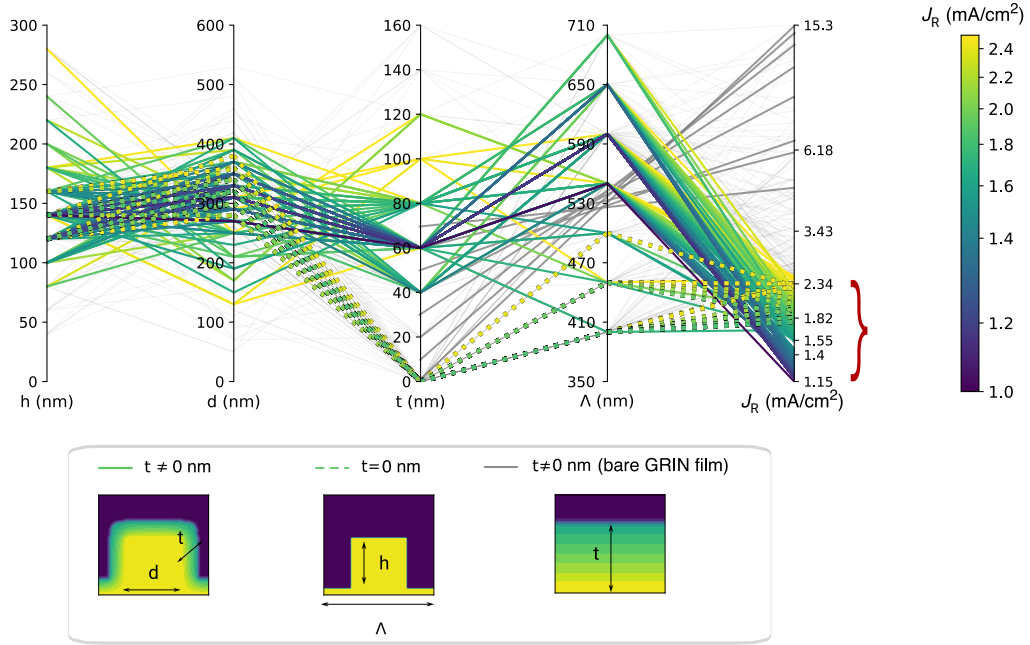 J_R (mA/cm²)
300 600 160 710 15.3
250 500 140 650
200 400 120 590 6.18
150 300 100 530 3.43
100 200 80 470 2.34
50 100 60 410 1.82
0 0 40 350 1.55
20 1.4
0 1.15
h (nm) d (nm) t (nm) Λ (nm) J_R (mA/cm²)
2.4
2.2
2.0
1.8
1.6
1.4
1.2
1.0
t ≠ 0 nm t=0 nm t≠0 nm (bare GRIN film)
t
d
h
t
Λ